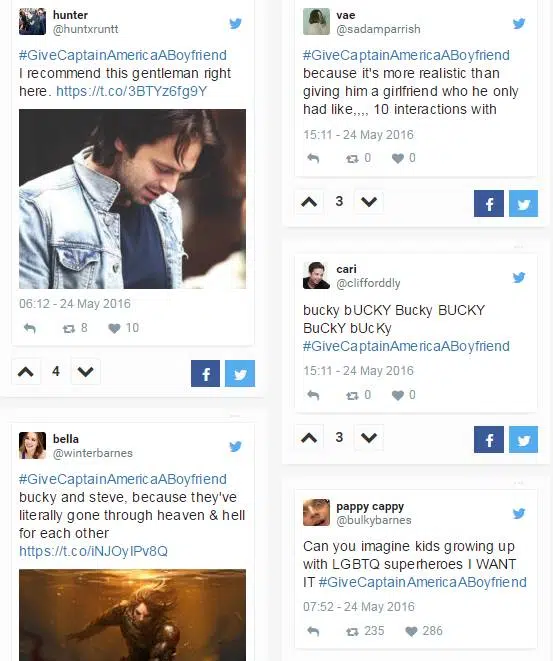 hunter
@huntxruntt
#GiveCaptainAmericaABoyfriend
I recommend this gentleman right
here. https://t.co/3BTYz6fg9Y
06:12 - 24 May 2016
8 10
4
bella
@winterbarnes
#GiveCaptainAmericaABoyfriend
bucky and steve, because they've
literally gone through heaven & hell
for each other
https://t.co/iNJOyIPv8Q
vae
@sadamparrish
#GiveCaptainAmericaABoyfriend
because it's more realistic than
giving him a girlfriend who he only
had like,,,, 10 interactions with
15:11 - 24 May 2016
0 0
3
cari
@clifforddly
bucky bUCKY Bucky BUCKY
BuCkY bUcKy
#GiveCaptainAmericaABoyfriend
15:11 - 24 May 2016
0 0
3
pappy cappy
@bulkybarnes
Can you imagine kids growing up
with LGBTQ superheroes I WANT
IT #GiveCaptainAmericaABoyfriend
07:52 - 24 May 2016
235 286